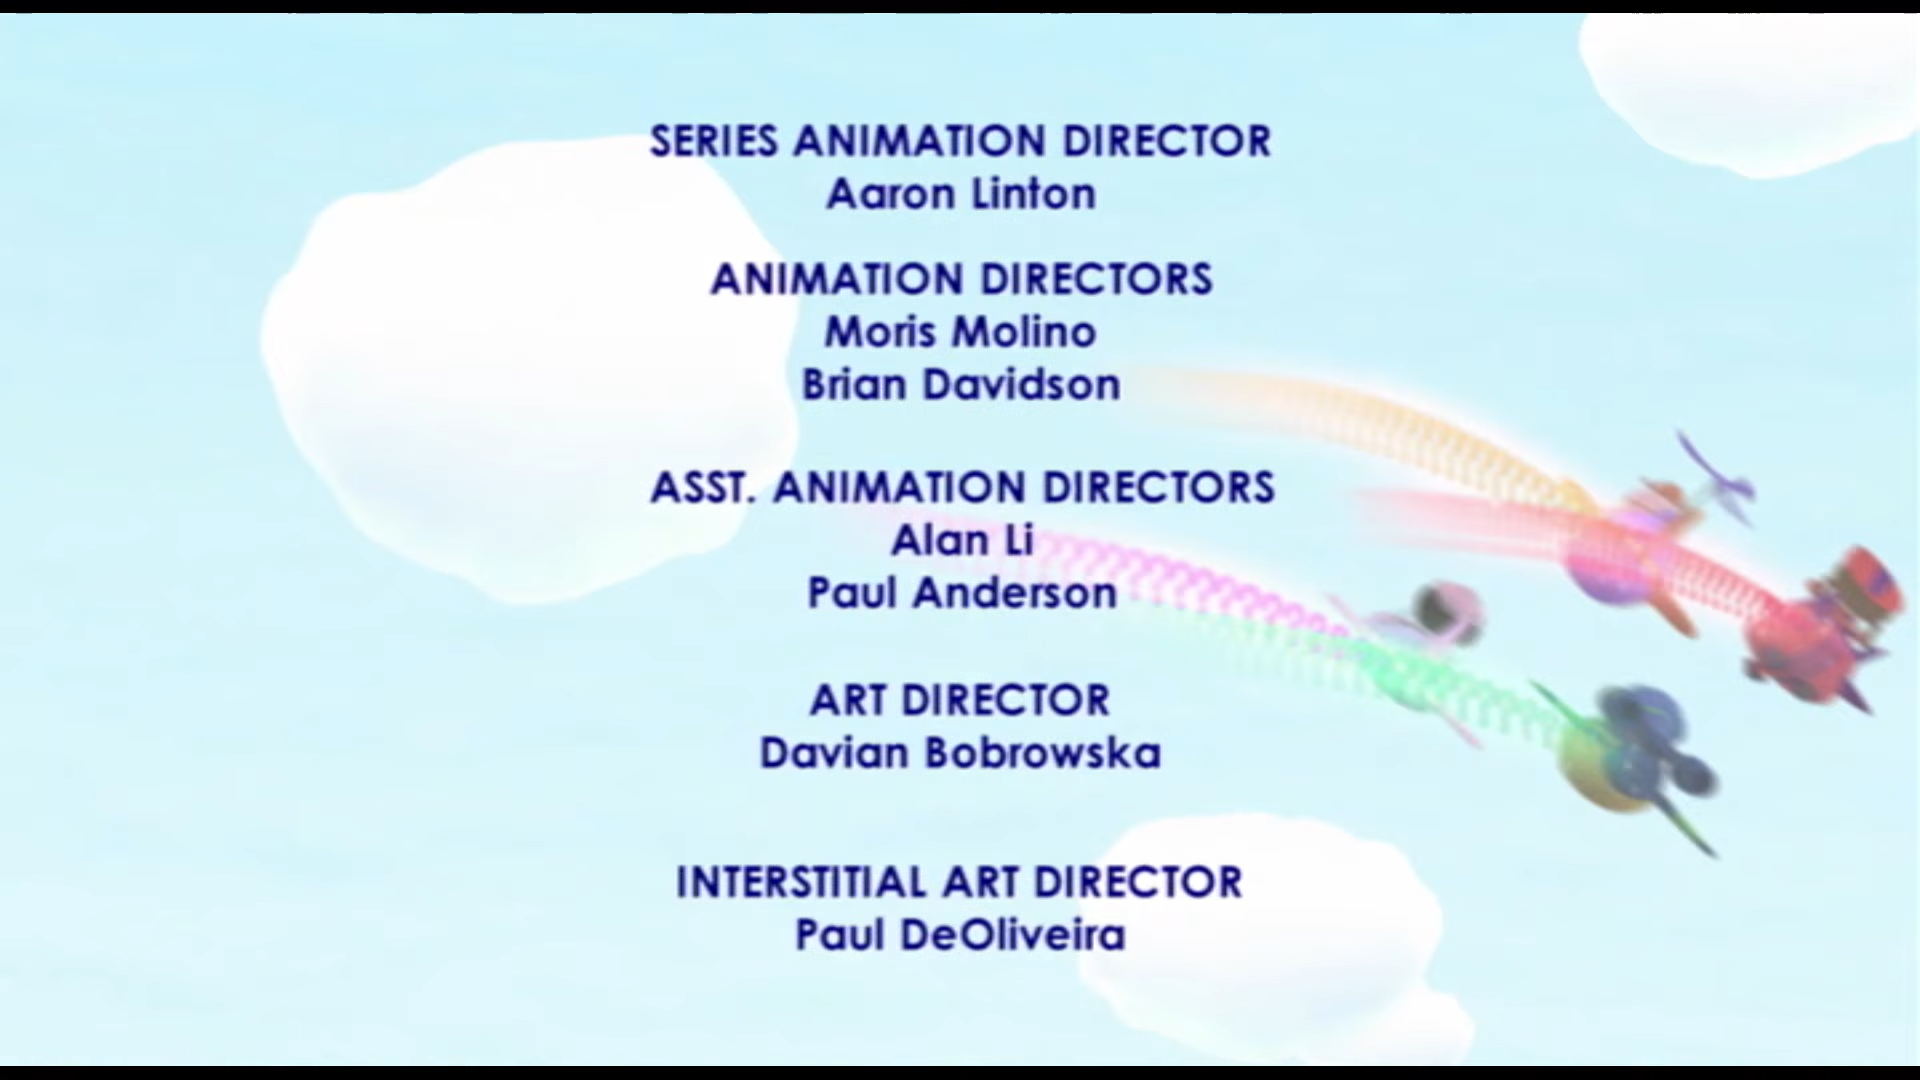 SERIES ANIMATION DIRECTOR
Aaron Linton
ANIMATION DIRECTORS
Moris Molino
Brian Davidson
ASST. ANIMATION DIRECTORS
Alan Li
Paul Anderson
ART DIRECTOR
Davian Bobrowska
INTERSTITIAL ART DIRECTOR
Paul DeOliveira